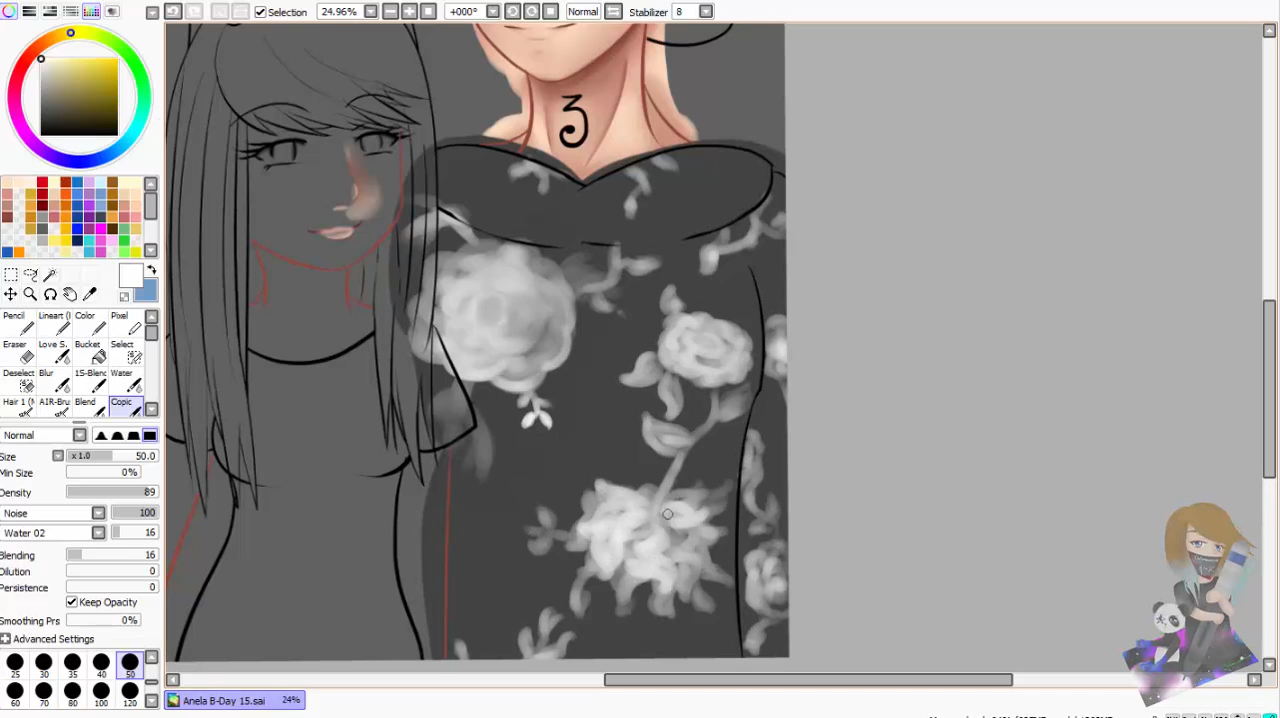 Selection 24.96% +000° Normal Stabilizer 8
Pencil Lineart ( Color Pixel
Eraser Love S. Bucket Select
Deselect Blur 15-Blenc Water
Hair 1 ( AIR-Bru Blend Copic
Normal
Size x 1.0 50.0
Min Size 0%
Density 89
Noise 100
Water 02 16
Blending 16
Dilution 0
Persistence 0
Keep Opacity
Smoothing Prs 0%
Advanced Settings
25 30 35 40 50
60 70 80 100 120
Anela B-Day 15.sai 24%